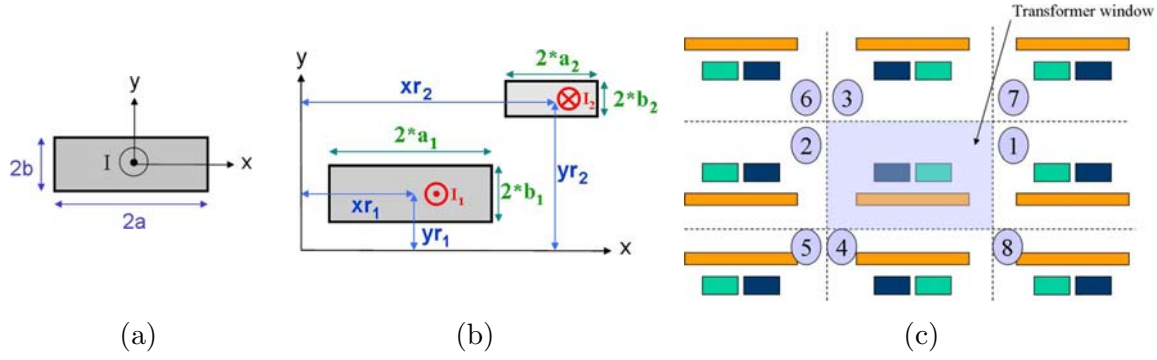 y
I
x
2b
2a
(a)
y
2*a₂
xr₂
I₂
2*b₂
2*a₁
yr₂
I₁
2*b₁
xr₁
yr₁
x
(b)
Transformer window
6 3 7
2 1
5 4 8
(c)